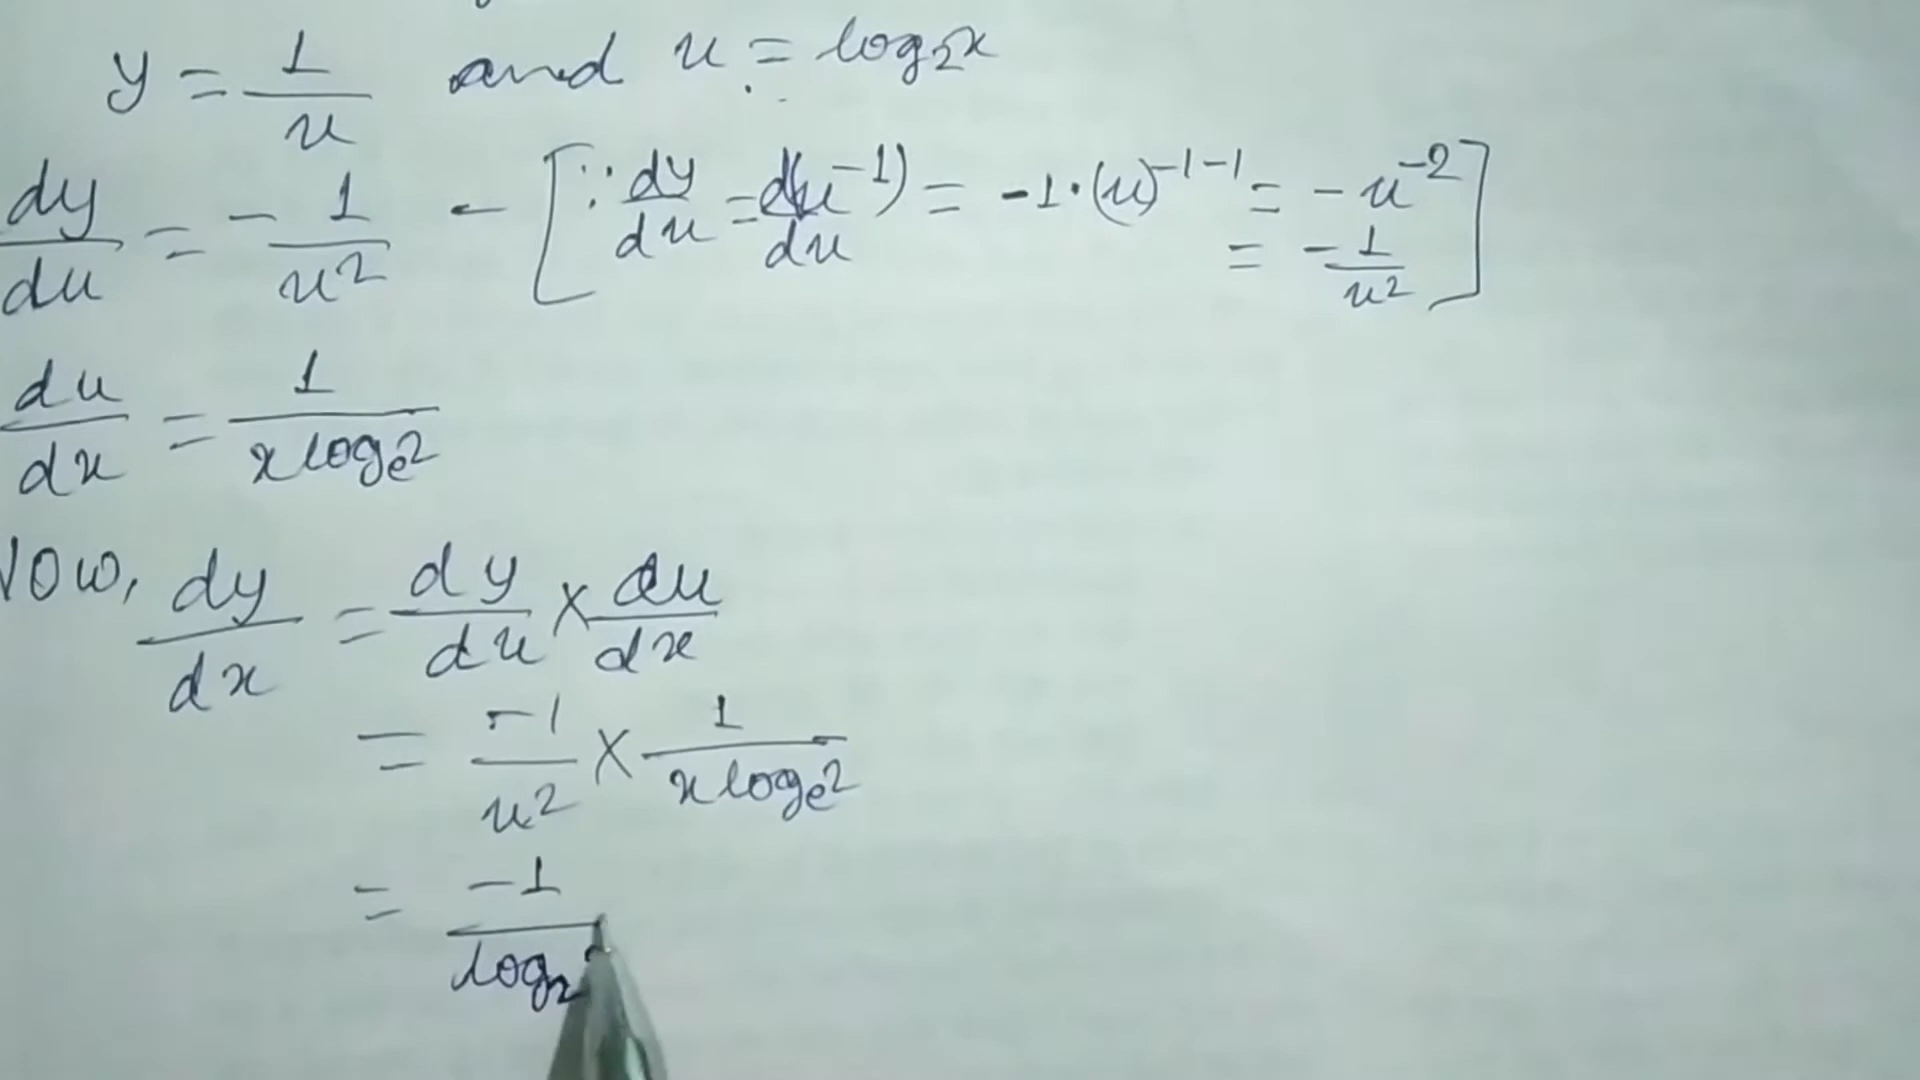 y = 1/u and u = log₂x
dy/du = -1/u² - [∵ dy/du = d(u⁻¹)/du = -1·(u)⁻¹⁻¹ = -u⁻²
= -1/u²]
du/dx = 1/(x logₑ2)
Now, dy/dx = dy/du × du/dx
= -1/u² × 1/(x logₑ2)
= -1/log₂